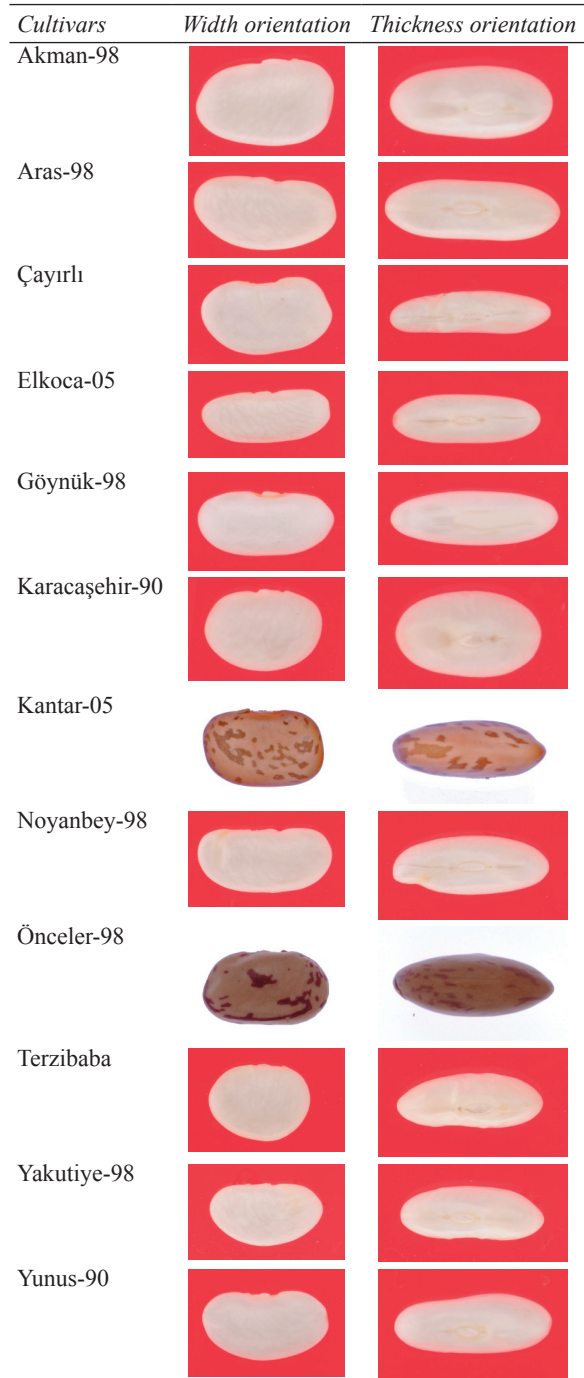 Cultivars Width orientation Thickness orientation
Akman-98
Aras-98
Çayırlı
Elkoca-05
Göynük-98
Karacaşehir-90
Kantar-05
Noyanbey-98
Önceler-98
Terzibaba
Yakutiye-98
Yunus-90